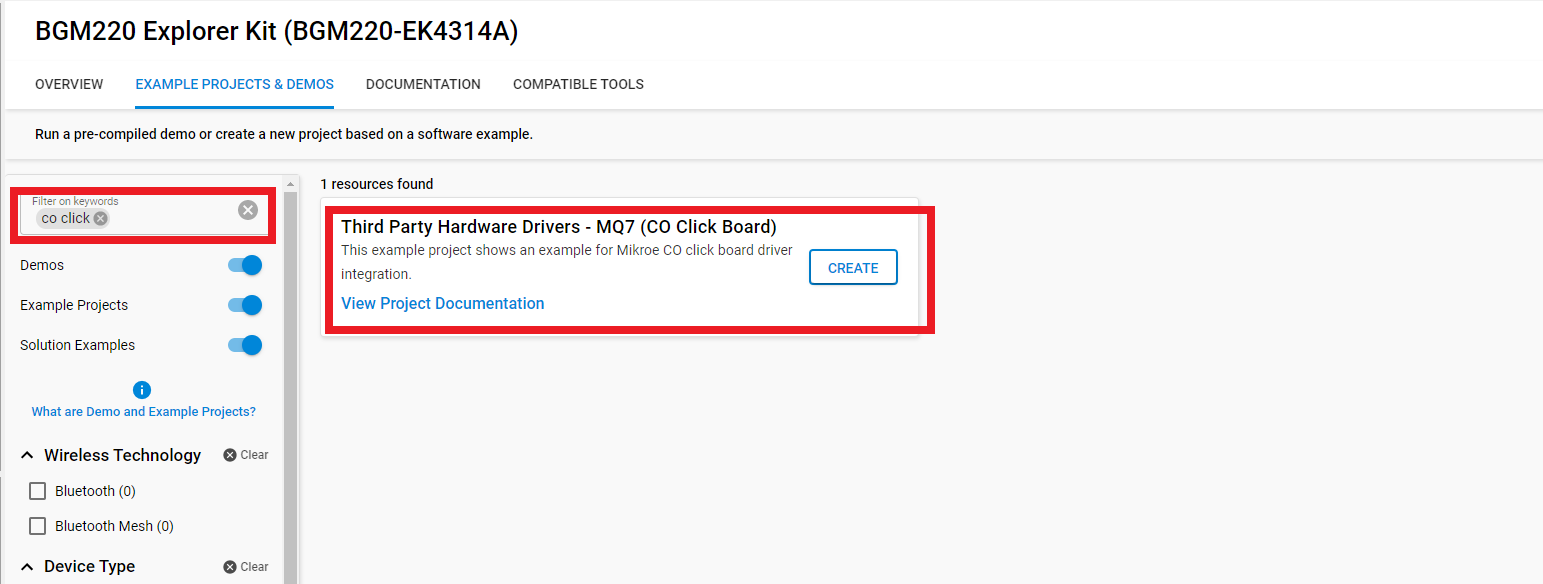 BGM220 Explorer Kit (BGM220-EK4314A)
OVERVIEW
EXAMPLE PROJECTS & DEMOS
DOCUMENTATION
COMPATIBLE TOOLS
Run a pre-compiled demo or create a new project based on a software example.
Filter on keywords
co click
Demos
Example Projects
Solution Examples
What are Demo and Example Projects?
Wireless Technology
Clear
Bluetooth (0)
Bluetooth Mesh (0)
Device Type
Clear
1 resources found
Third Party Hardware Drivers - MQ7 (CO Click Board)
This example project shows an example for Mikroe CO click board driver
integration.
View Project Documentation
CREATE